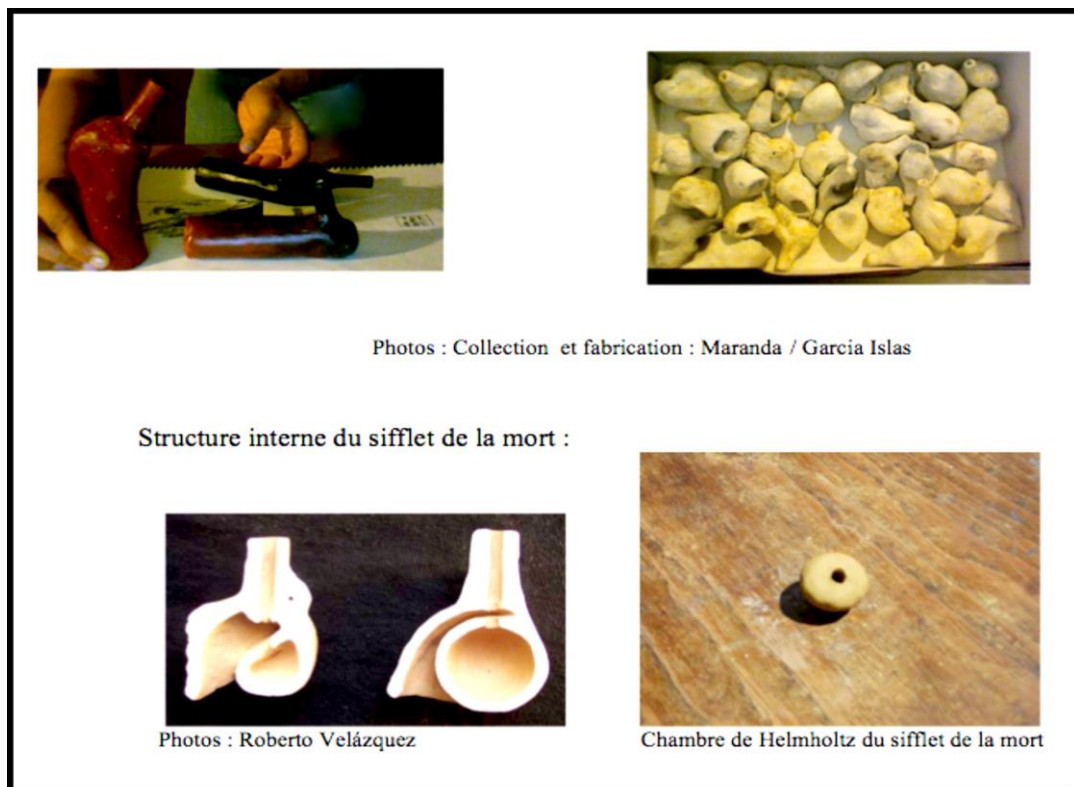 Photos : Collection et fabrication : Maranda / Garcia Islas
Structure interne du sifflet de la mort :
Photos : Roberto Velázquez
Chambre de Helmholtz du sifflet de la mort